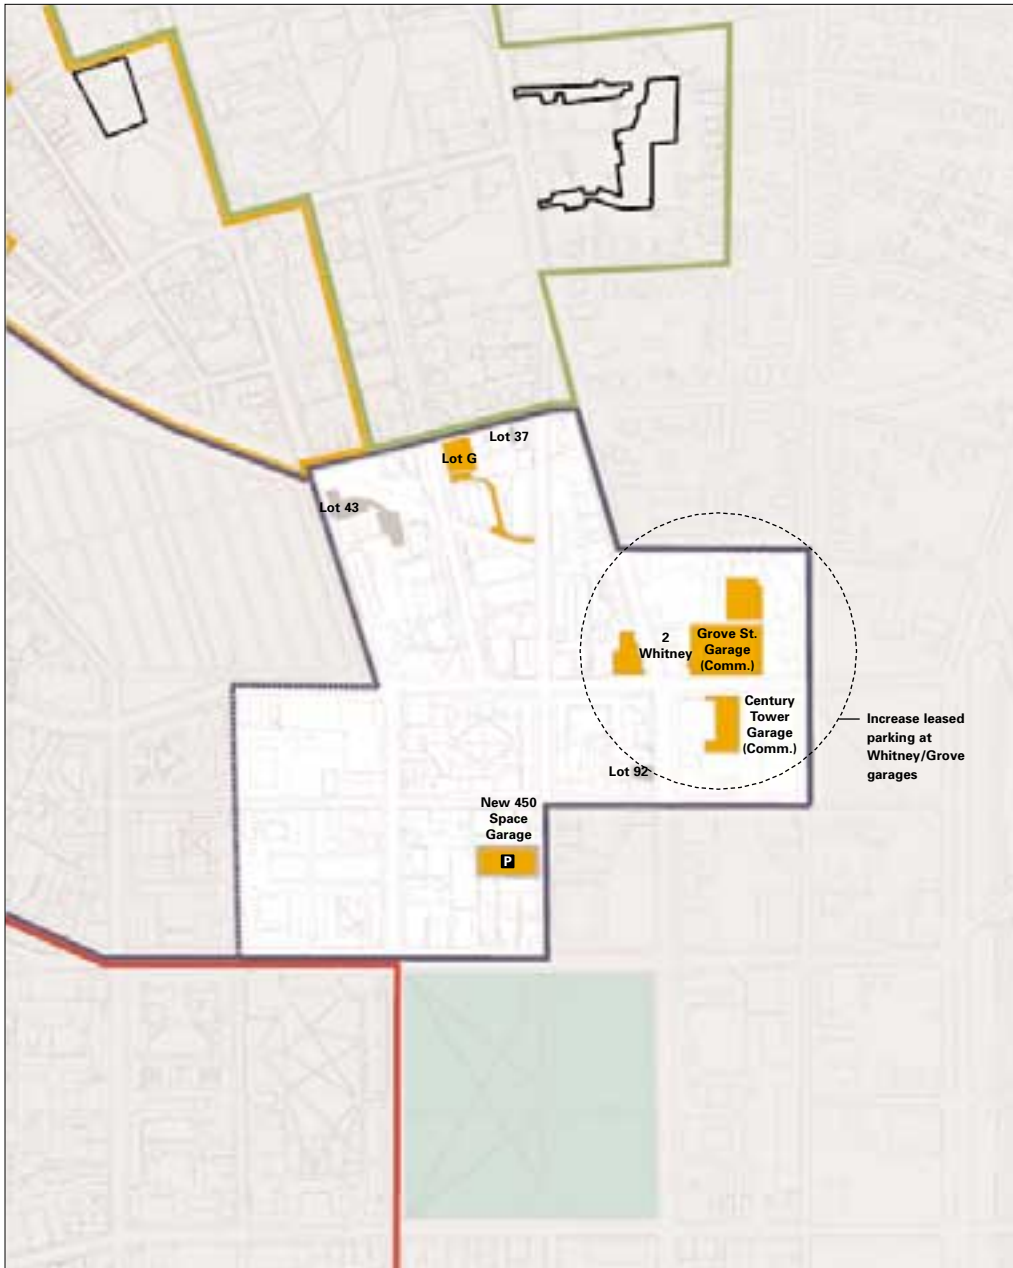 Lot 37
Lot G
Lot 43
2
Whitney
Grove St.
Garage
(Comm.)
Century
Tower
Garage
(Comm.)
Increase leased
parking at
Whitney/Grove
garages
Lot 92
New 450
Space
Garage
P